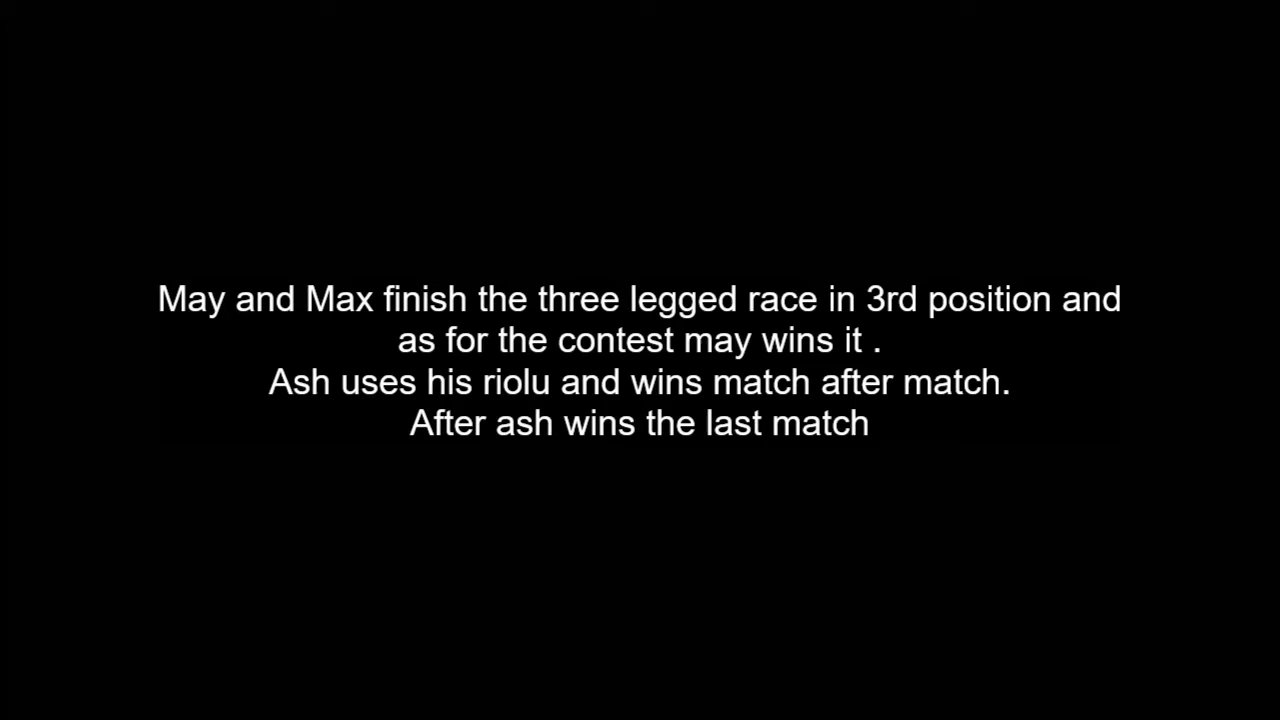 May and Max finish the three legged race in 3rd position and
as for the contest may wins it .
Ash uses his riolu and wins match after match.
After ash wins the last match